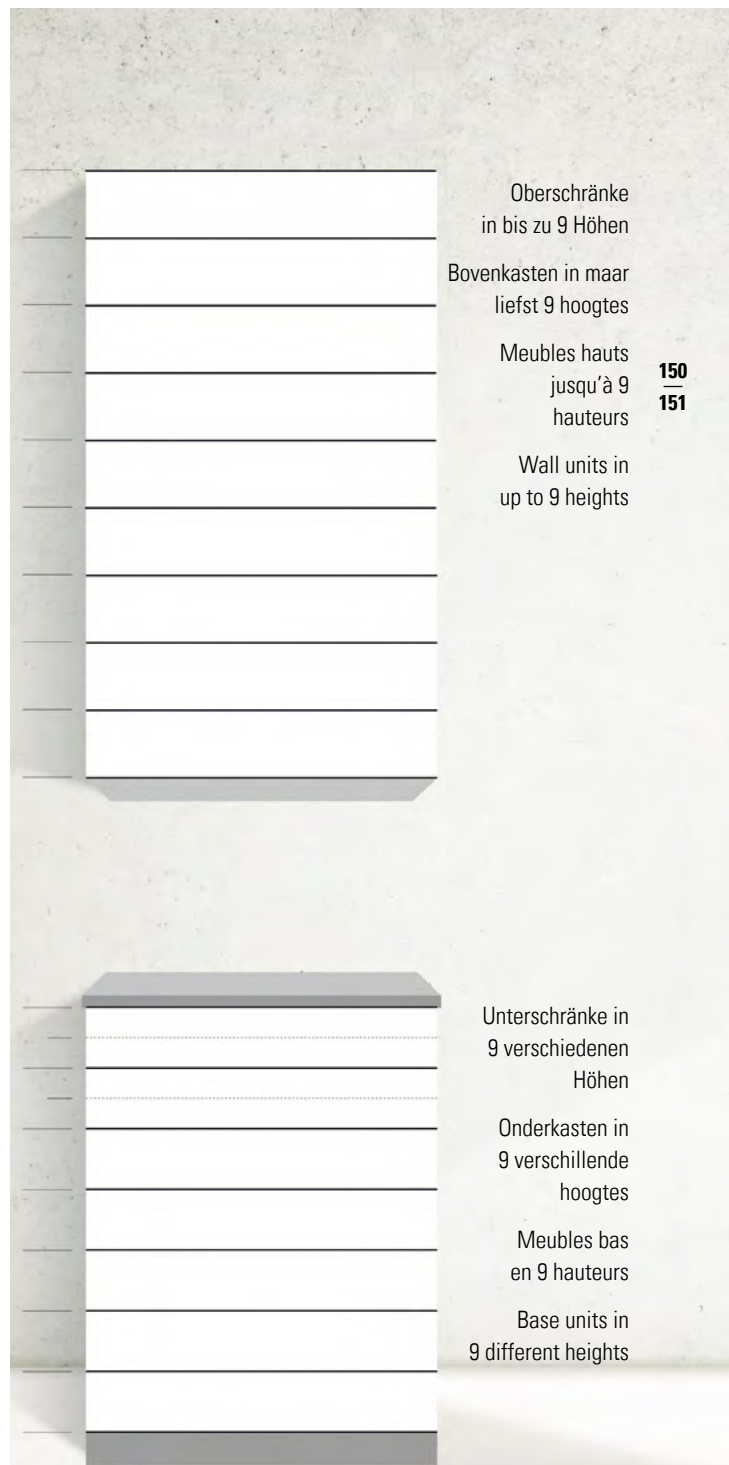 Oberschränke
in bis zu 9 Höhen
Bovenkasten in maar
liefst 9 hoogtes
Meubles hauts
jusqu’à 9
hauteurs
Wall units in
up to 9 heights
150
151
Unterschränke in
9 verschiedenen
Höhen
Onderkasten in
9 verschillende
hoogtes
Meubles bas
en 9 hauteurs
Base units in
9 different heights